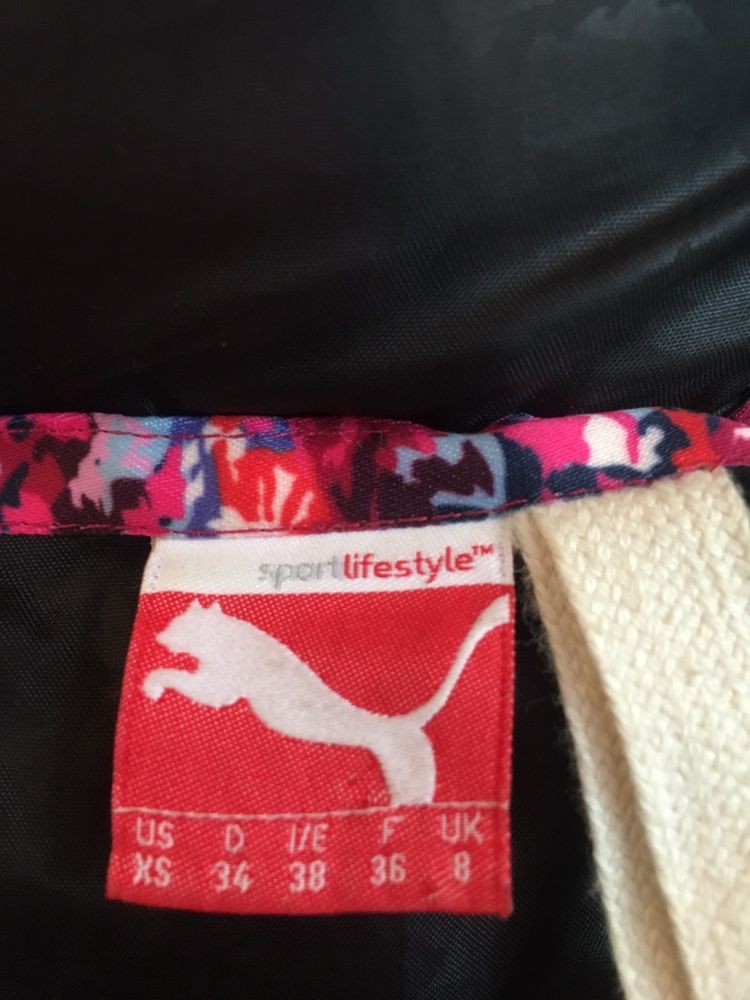 sportlifestyle™
US D I/E F UK
XS 34 38 36 8